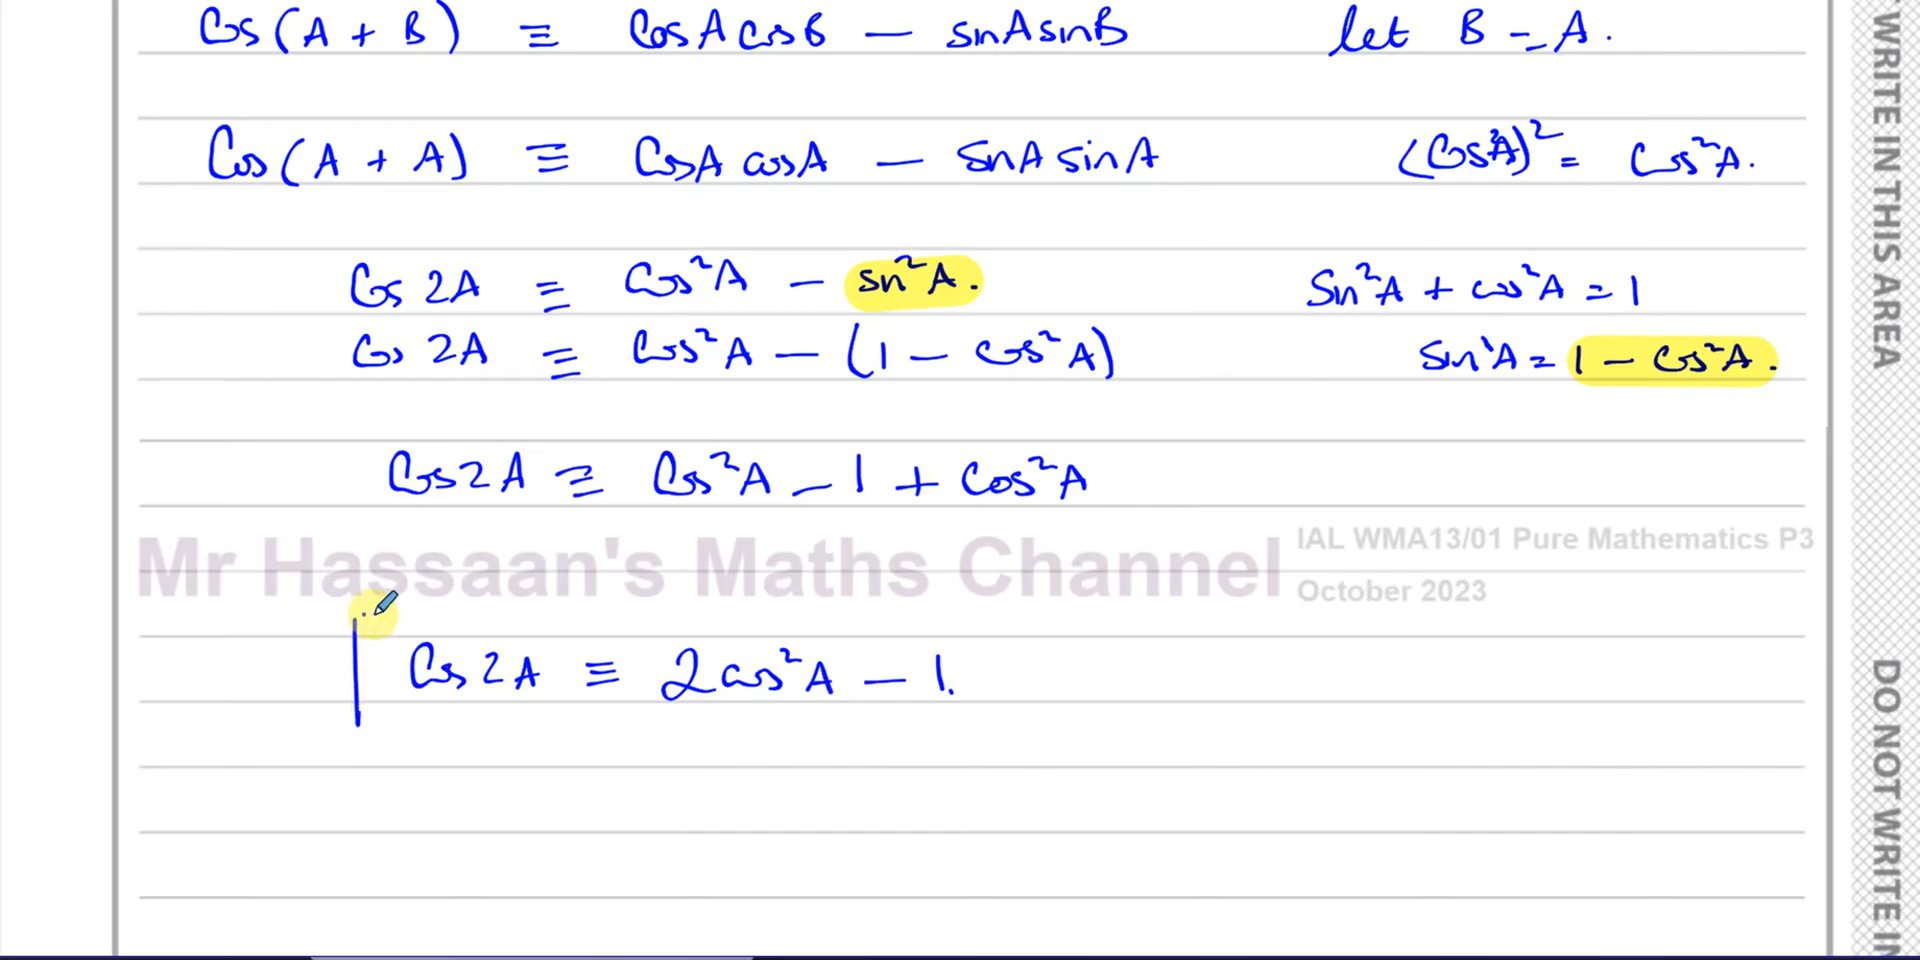 Cos (A + B) ≡ CosA cosB − sinA sinB let B = A.
Cos (A + A) ≡ CosA cosA − sinA sinA (CosA)² = Cos²A.
Cos 2A ≡ Cos²A − sin²A. Sin²A + cos²A = 1
Cos 2A ≡ Cos²A − (1 − cos²A) Sin²A = 1 − Cos²A.
Cos 2A ≡ Cos²A − 1 + Cos²A
Mr Hassaan's Maths Channel
IAL WMA13/01 Pure Mathematics P3
October 2023
Cos 2A ≡ 2cos²A − 1.
WRITE IN THIS AREA
DO NOT WRITE IN